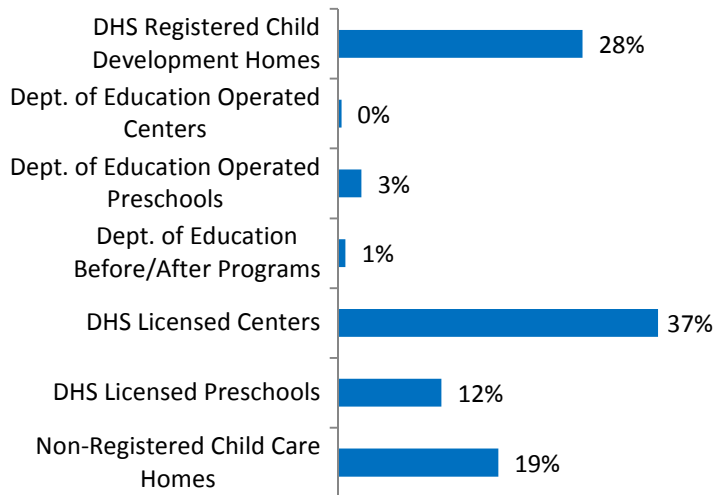 DHS Registered Child
Development Homes
28%
Dept. of Education Operated
Centers
0%
Dept. of Education Operated
Preschools
3%
Dept. of Education
Before/After Programs
1%
DHS Licensed Centers
37%
DHS Licensed Preschools
12%
Non-Registered Child Care
Homes
19%